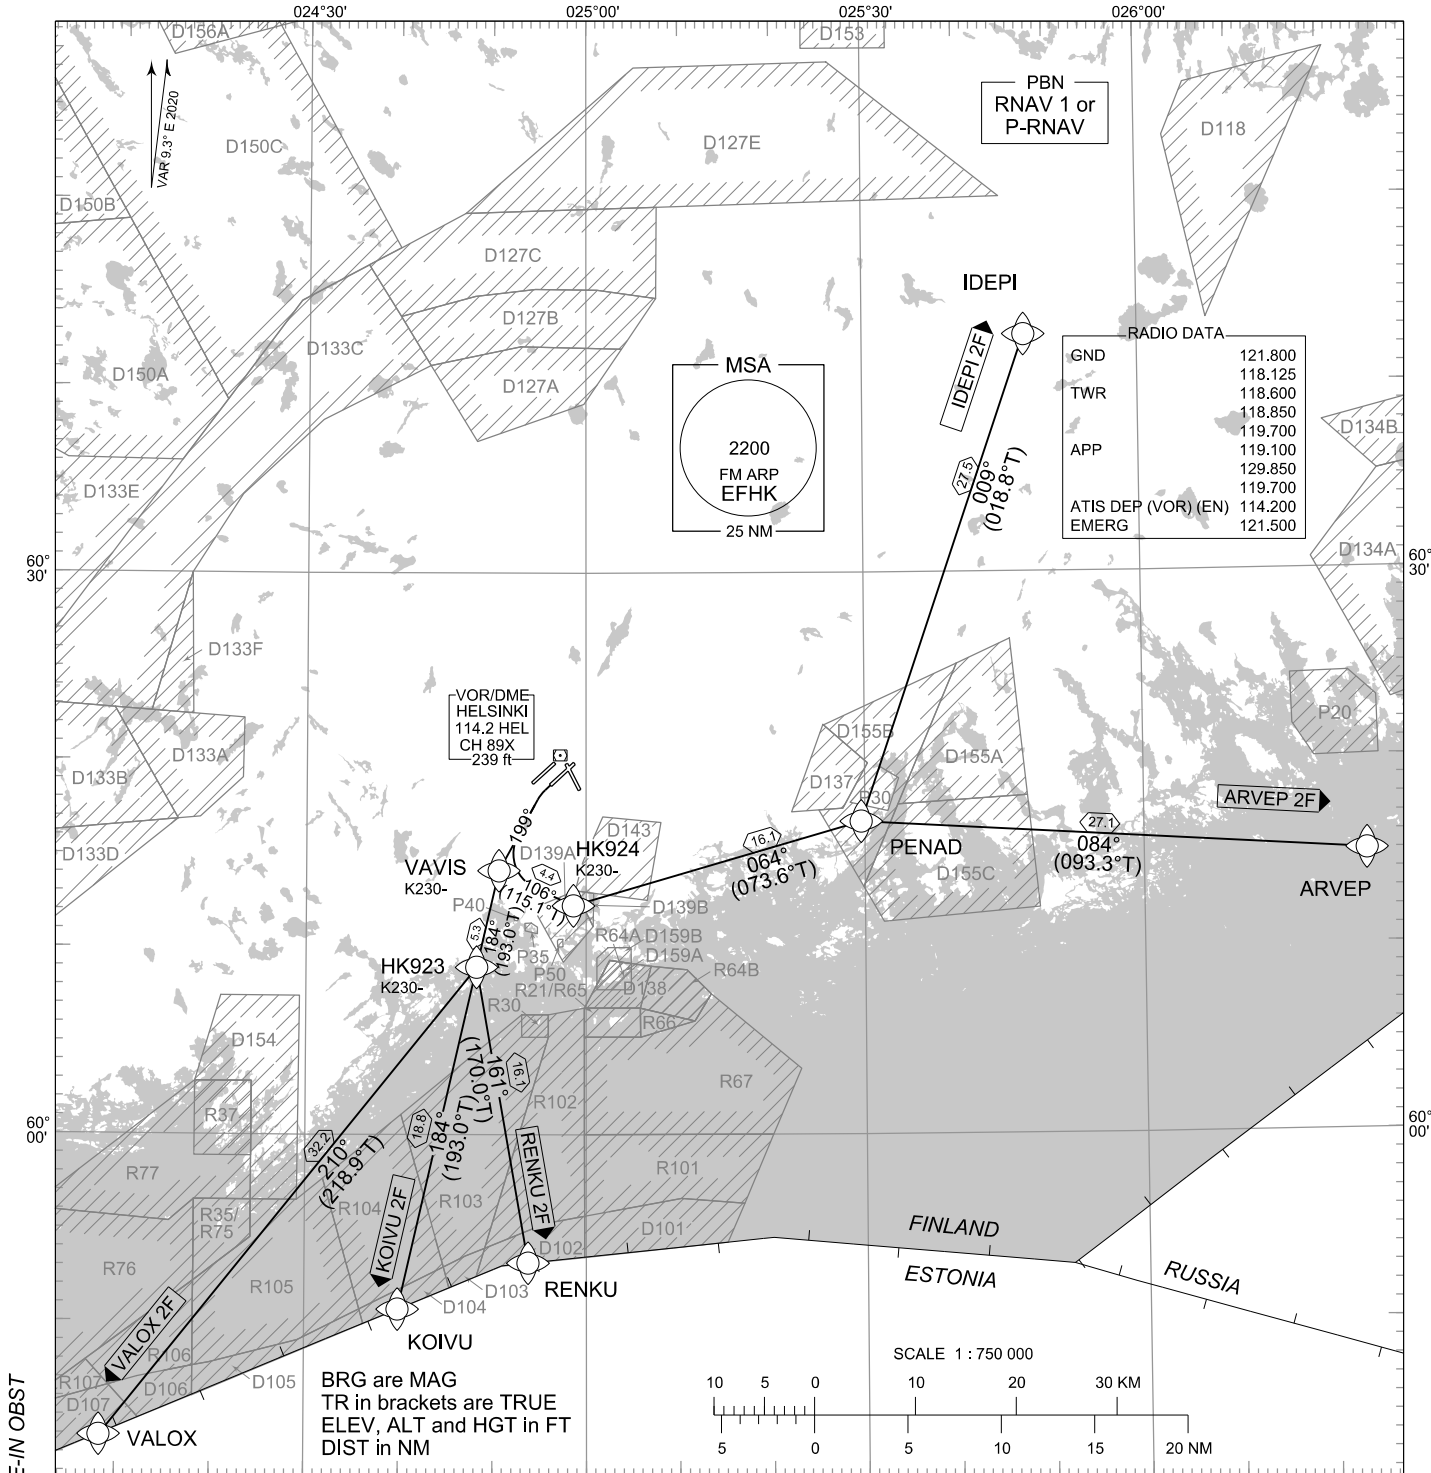 024°30'
025°00'
025°30'
026°00'
D156A
D153
VAR 9.3° E 2020
PBN
RNAV 1 or
P-RNAV
D118
D150C
D127E
D150B
D127C
IDEPI
D127B
D133C
D150A
D127A
IDEPI 2F
MSA
2200
FM ARP
EFHK
25 NM
RADIO DATA
GND 121.800
118.125
TWR 118.600
118.850
119.700
APP 119.100
129.850
119.700
ATIS DEP (VOR) (EN) 114.200
EMERG 121.500
D134B
D133E
27.5
009°
(018.8°T)
D134A
60°
30'
60°
30'
D133F
VOR/DME
HELSINKI
114.2 HEL
CH 89X
239 ft
P20
D133A
D133B
D155B
D155A
D137
R30
ARVEP 2F
199°
D143
D139A
HK924
K230-
16.1
064°
(073.6°T)
PENAD
27.1
084°
(093.3°T)
D133D
VAVIS
K230-
4.4
106°
(115.1°T)
D155C
ARVEP
P40
D139B
5.3
184°
(193.0°T)
R64A
D159B
D159A
HK923
K230-
P35
P50
R21/R65
D138
R64B
R30
R66
D154
161°
(170.0°T)
16.1
R67
R37
R102
60°
00'
60°
00'
32.2
210°
(218.9°T)
18.8
184°
(193.0°T)
R77
R101
RENKU 2F
R35/
R75
R104
R103
KOIVU 2F
D101
FINLAND
R76
D102
ESTONIA
RUSSIA
R105
D103
RENKU
D104
VALOX 2F
KOIVU
R106
SCALE 1 : 750 000
R107
D106
D105
D107
BRG are MAG
TR in brackets are TRUE
ELEV, ALT and HGT in FT
DIST in NM
10 5 0 10 20 30 KM
5 0 5 10 15 20 NM
VALOX
E-IN OBST